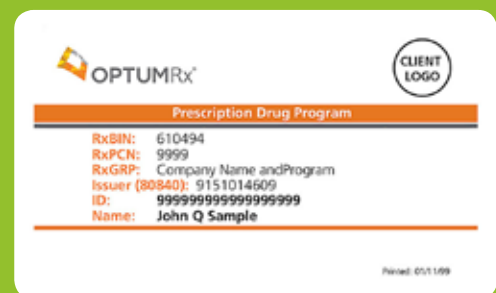 OPTUMRx
CLIENT
LOGO
Prescription Drug Program
RxBIN: 610494
RxPCN: 9999
RxGRP: Company Name andProgram
Issuer (80840): 9151014609
ID: 999999999999999999
Name: John Q Sample
Printed: 01/11/99